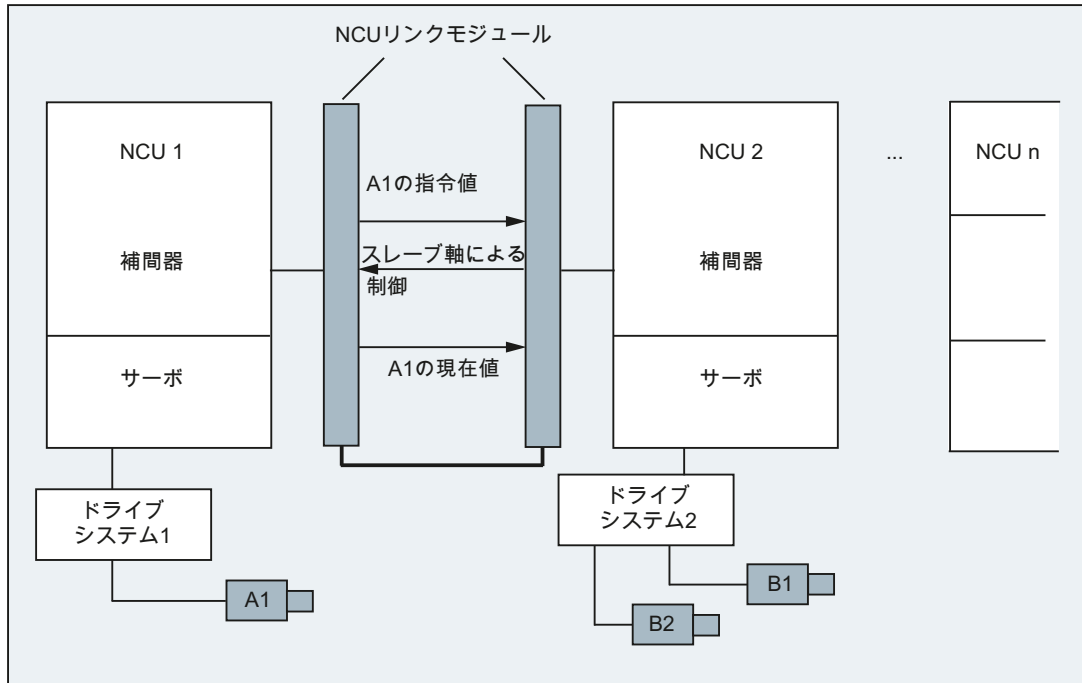 NCUリンクモジュール
NCU 1
NCU 2
...
NCU n
A1の指令値
補間器
スレーブ軸による
制御
補間器
サーボ
A1の現在値
サーボ
ドライブ
システム1
ドライブ
システム2
A1
B1
B2